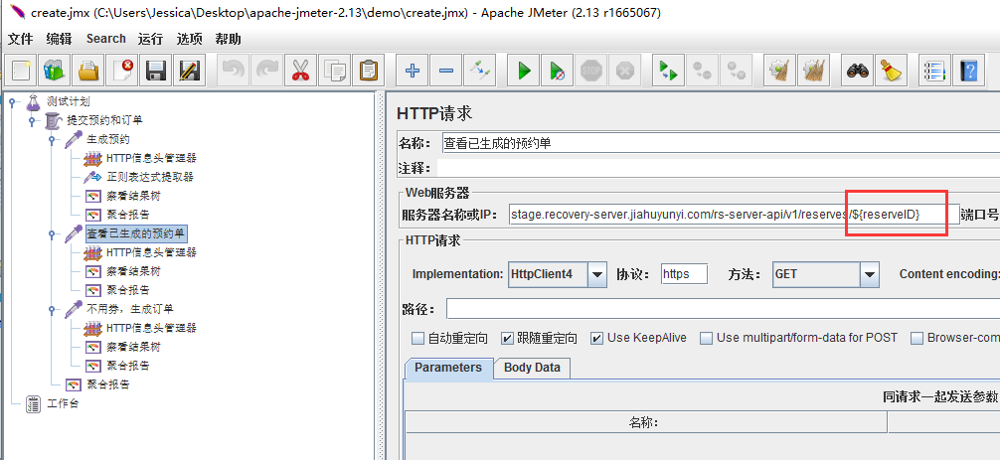 create.jmx (C:\Users\Jessica\Desktop\apache-jmeter-2.13\demo\create.jmx) - Apache JMeter (2.13 r1665067)
文件 编辑 Search 运行 选项 帮助
测试计划
提交预约和订单
生成预约
HTTP信息头管理器
正则表达式提取器
察看结果树
聚合报告
查看已生成的预约单
HTTP信息头管理器
察看结果树
聚合报告
不用券，生成订单
HTTP信息头管理器
察看结果树
聚合报告
聚合报告
工作台
HTTP请求
名称： 查看已生成的预约单
注释：
Web服务器
服务器名称或IP： stage.recovery-server.jiahuyunyi.com/rs-server-api/v1/reserves/${reserveID} 端口号
HTTP请求
Implementation: HttpClient4 协议： https 方法： GET Content encoding:
路径：
自动重定向 跟随重定向 Use KeepAlive Use multipart/form-data for POST Browser-com
Parameters Body Data
同请求一起发送参数
名称：